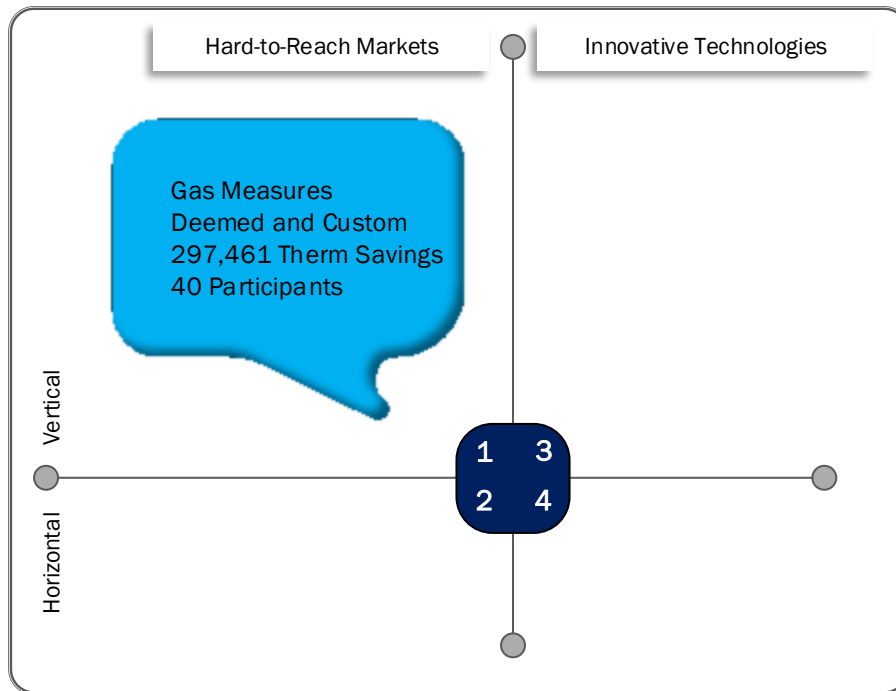 Hard-to-Reach Markets
Innovative Technologies
Gas Measures
Deemed and Custom
297,461 Therm Savings
40 Participants
Vertical
1 3
2 4
Horizontal